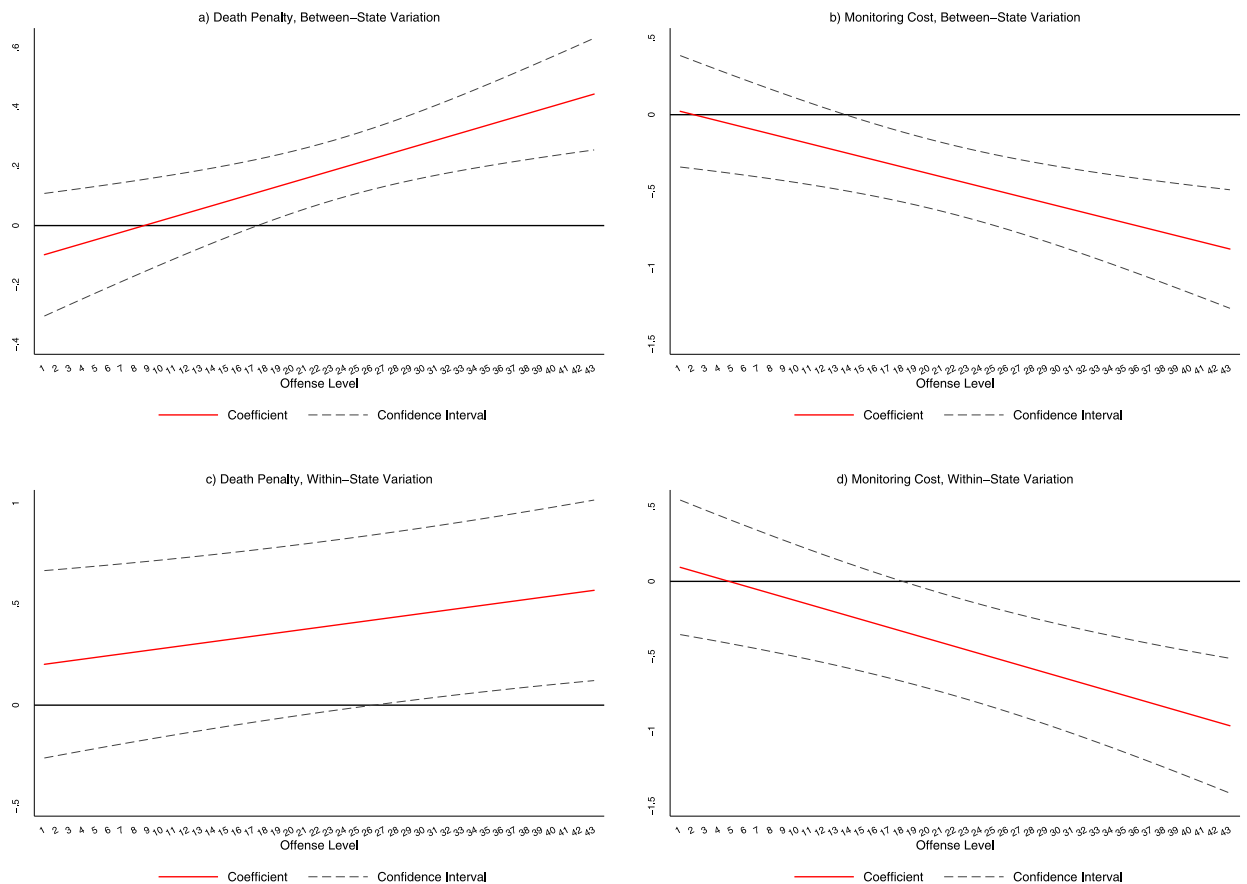 a) Death Penalty, Between−State Variation
.6
.4
.2
0
−.2
−.4
1 2 3 4 5 6 7 8 9 10 11 12 13 14 15 16 17 18 19 20 21 22 23 24 25 26 27 28 29 30 31 32 33 34 35 36 37 38 39 40 41 42 43
Offense Level
Coefficient Confidence Interval
b) Monitoring Cost, Between−State Variation
.5
0
−.5
−1
−1.5
1 2 3 4 5 6 7 8 9 10 11 12 13 14 15 16 17 18 19 20 21 22 23 24 25 26 27 28 29 30 31 32 33 34 35 36 37 38 39 40 41 42 43
Offense Level
Coefficient Confidence Interval
c) Death Penalty, Within−State Variation
1
.5
0
−.5
1 2 3 4 5 6 7 8 9 10 11 12 13 14 15 16 17 18 19 20 21 22 23 24 25 26 27 28 29 30 31 32 33 34 35 36 37 38 39 40 41 42 43
Offense Level
Coefficient Confidence Interval
d) Monitoring Cost, Within−State Variation
.5
0
−.5
−1
−1.5
1 2 3 4 5 6 7 8 9 10 11 12 13 14 15 16 17 18 19 20 21 22 23 24 25 26 27 28 29 30 31 32 33 34 35 36 37 38 39 40 41 42 43
Offense Level
Coefficient Confidence Interval